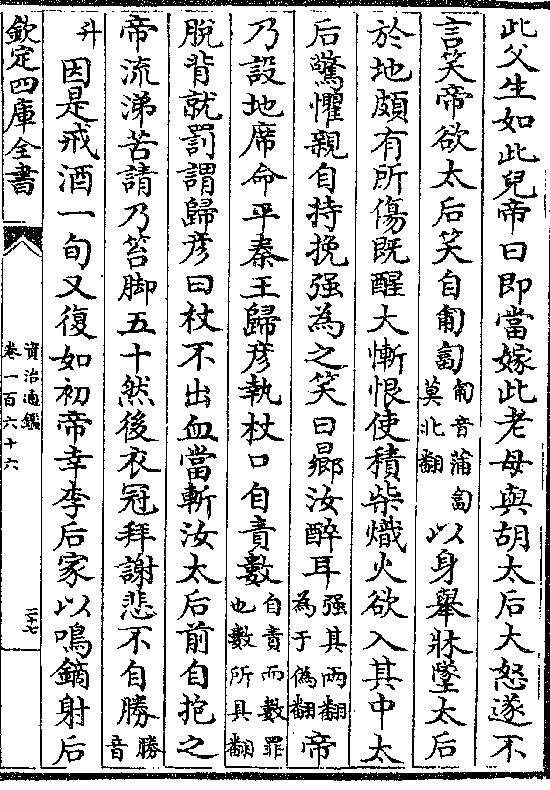 此父生如此兒帝曰即當嫁此老母與胡太后大怒遂不
言笑帝欲太后笑自匍匐匍音蒲匐莫北翻以身舉牀墜太后
於地頗有所傷既醒大慚恨使積柴熾火欲入其中太
后驚懼親自持挽强為之笑曰曏汝醉耳强其兩翻為于偽翻帝
乃設地席命平秦王歸彦執杖口自責數自責而數罪也數所具翻
脫背就罰謂歸彦曰杖不出血當斬汝太后前自抱之
帝流涕苦請乃笞脚五十然後衣冠拜謝悲不自勝勝音
升因是戒酒一旬又復如初帝幸李后家以鳴鏑射后
欽定四庫全書
資治通鑑
卷一百六十六
二十七